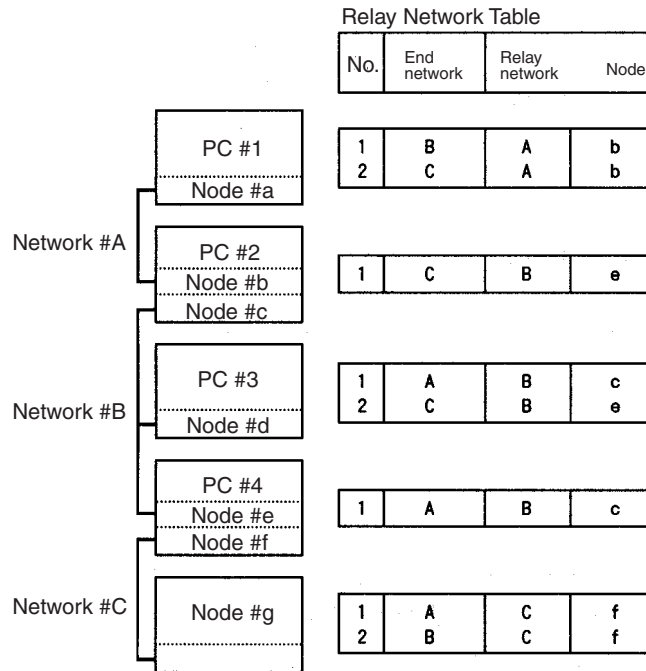 Relay Network Table
No. End network Relay network Node
PC #1
Node #a
1 B A b
2 C A b
Network #A
PC #2
Node #b
Node #c
1 C B e
Network #B
PC #3
Node #d
1 A B c
2 C B e
PC #4
Node #e
Node #f
1 A B c
Network #C
Node #g
1 A C f
2 B C f